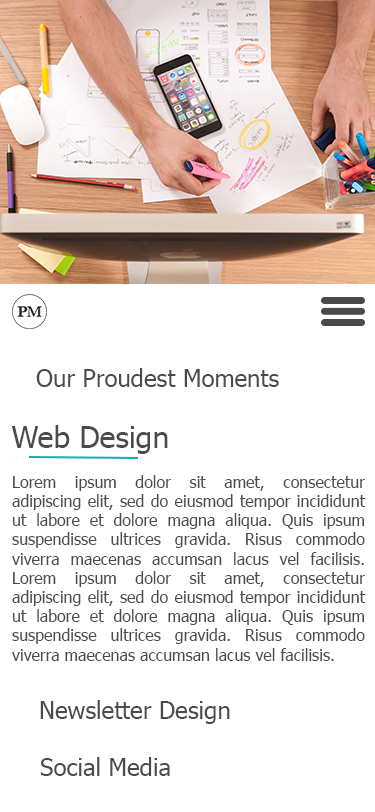 PM
Our Proudest Moments
Web Design
Lorem ipsum dolor sit amet, consectetur
adipiscing elit, sed do eiusmod tempor incididunt
ut labore et dolore magna aliqua. Quis ipsum
suspendisse ultrices gravida. Risus commodo
viverra maecenas accumsan lacus vel facilisis.
Lorem ipsum dolor sit amet, consectetur
adipiscing elit, sed do eiusmod tempor incididunt
ut labore et dolore magna aliqua. Quis ipsum
suspendisse ultrices gravida. Risus commodo
viverra maecenas accumsan lacus vel facilisis.
Newsletter Design
Social Media